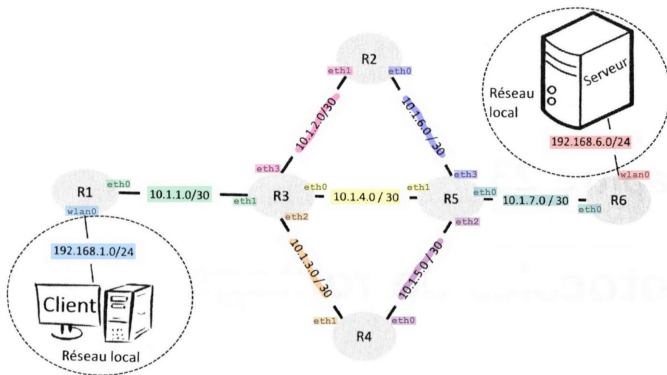 R2
eth1
eth0
10.1.2.0/30
10.1.6.0 / 30
Serveur
Réseau
local
192.168.6.0/24
wlan0
eth3
eth3
R1
eth0
10.1.1.0/30
eth1
R3
eth0
10.1.4.0 / 30
eth1
R5
eth0
10.1.7.0 / 30
eth0
R6
wlan0
eth2
eth2
192.168.1.0/24
10.1.3.0 / 30
10.1.5.0 / 30
Client
eth1
eth0
R4
Réseau local